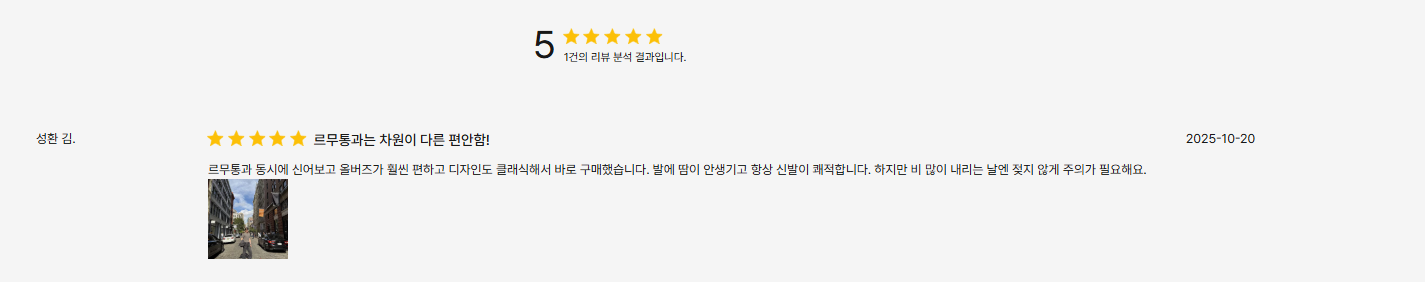 5
1건의 리뷰 분석 결과입니다.
성환 김.
르무통과는 차원이 다른 편안함!
2025-10-20
르무통과 동시에 신어보고 올버즈가 훨씬 편하고 디자인도 클래식해서 바로 구매했습니다. 발에 땀이 안생기고 항상 신발이 쾌적합니다. 하지만 비 많이 내리는 날엔 젖지 않게 주의가 필요해요.